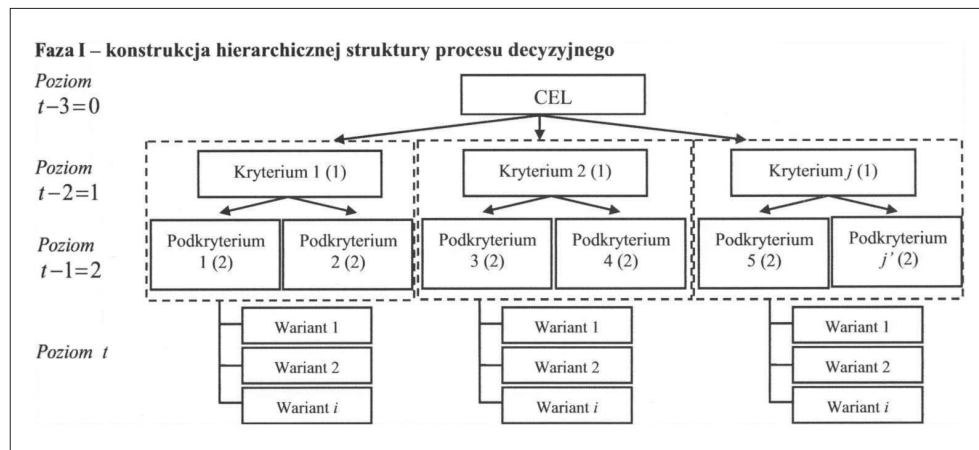 Faza I – konstrukcja hierarchicznej struktury procesu decyzyjnego
Poziom
t–3=0
CEL
Poziom
t–2=1
Kryterium 1 (1)
Kryterium 2 (1)
Kryterium j (1)
Poziom
t–1=2
Podkryterium
1 (2)
Podkryterium
2 (2)
Podkryterium
3 (2)
Podkryterium
4 (2)
Podkryterium
5 (2)
Podkryterium
j’ (2)
Poziom t
Wariant 1
Wariant 2
Wariant i
Wariant 1
Wariant 2
Wariant i
Wariant 1
Wariant 2
Wariant i